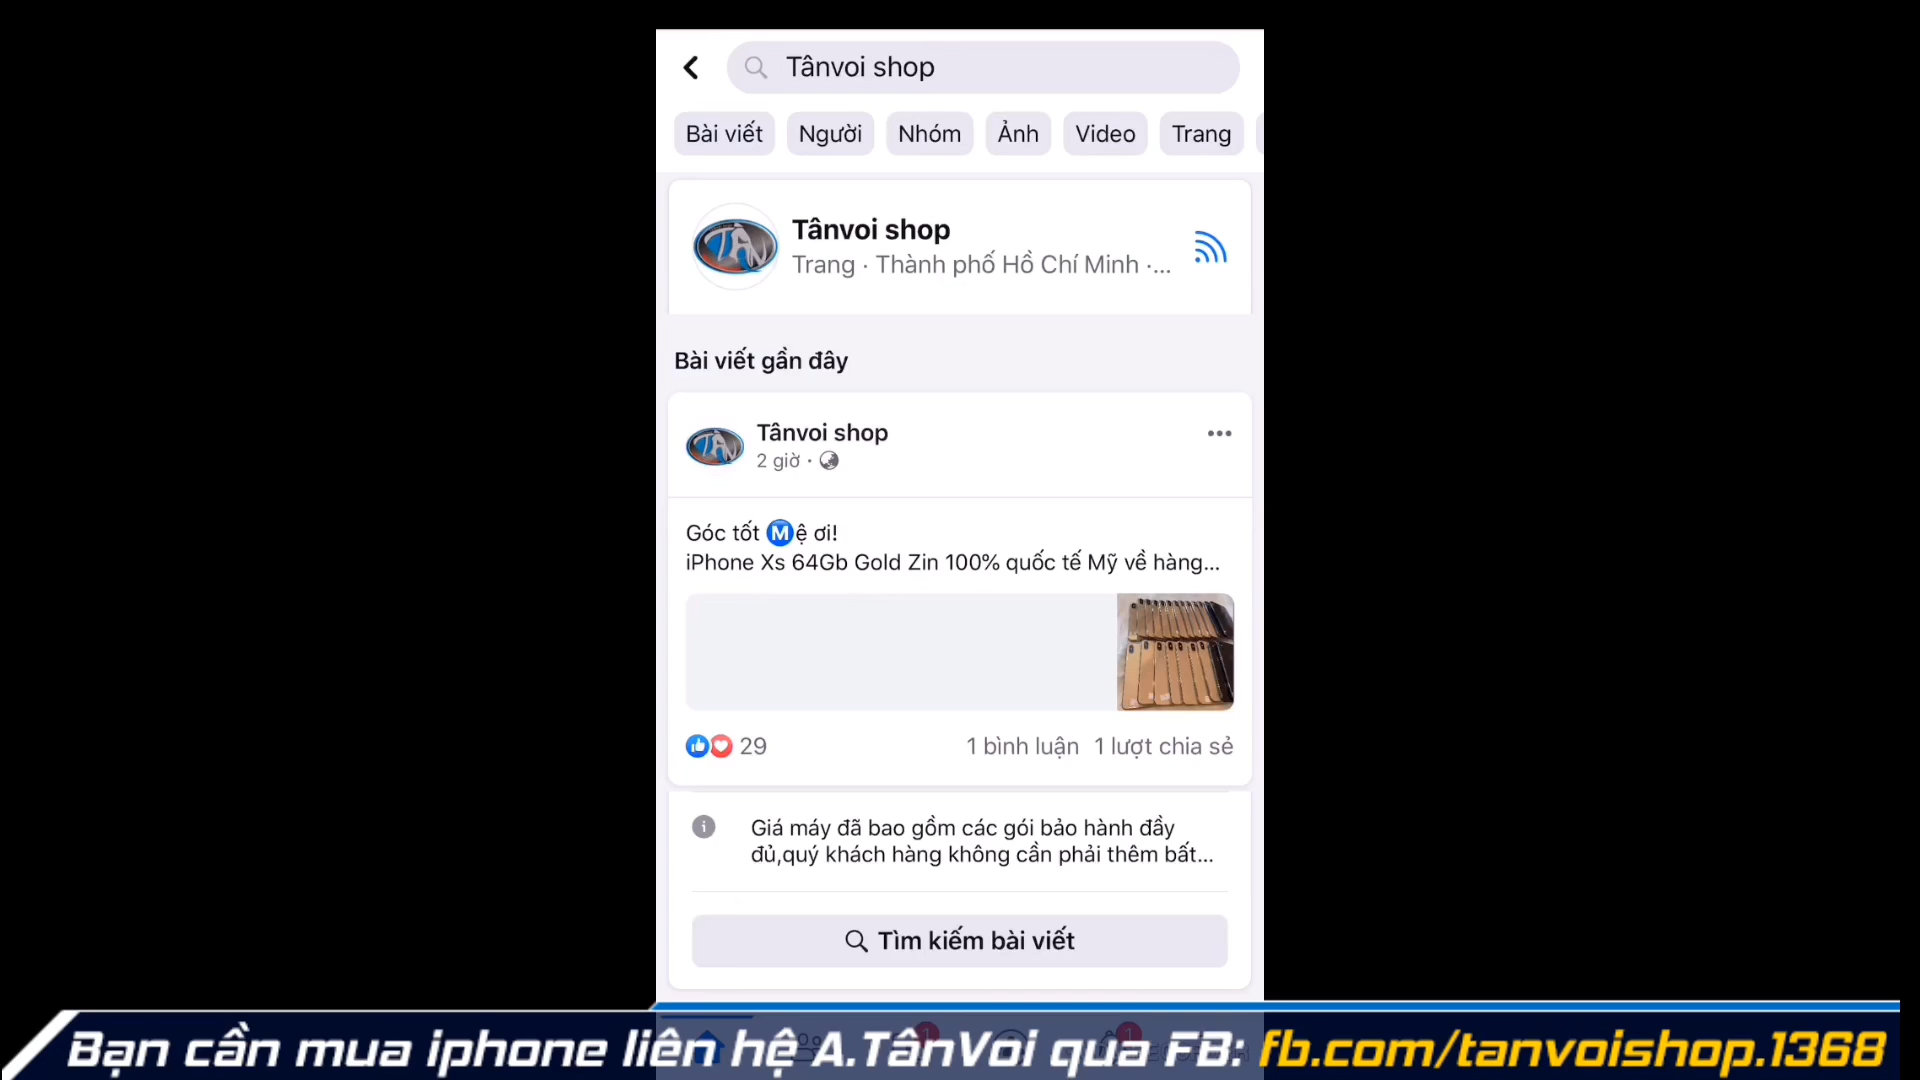 Tânvoi shop
Bài viết
Người
Nhóm
Ảnh
Video
Trang
TÂN
Tânvoi shop
Trang · Thành phố Hồ Chí Minh ·...
Bài viết gần đây
TÂN
Tânvoi shop
2 giờ ·
Góc tốt Ⓜ️ệ ơi!
iPhone Xs 64Gb Gold Zin 100% quốc tế Mỹ về hàng...
29
1 bình luận 1 lượt chia sẻ
Giá máy đã bao gồm các gói bảo hành đầy
đủ,quý khách hàng không cần phải thêm bất...
Tìm kiếm bài viết
1
1
Bạn cần mua iphone liên hệ A.TânVoi qua FB: fb.com/tanvoishop.1368